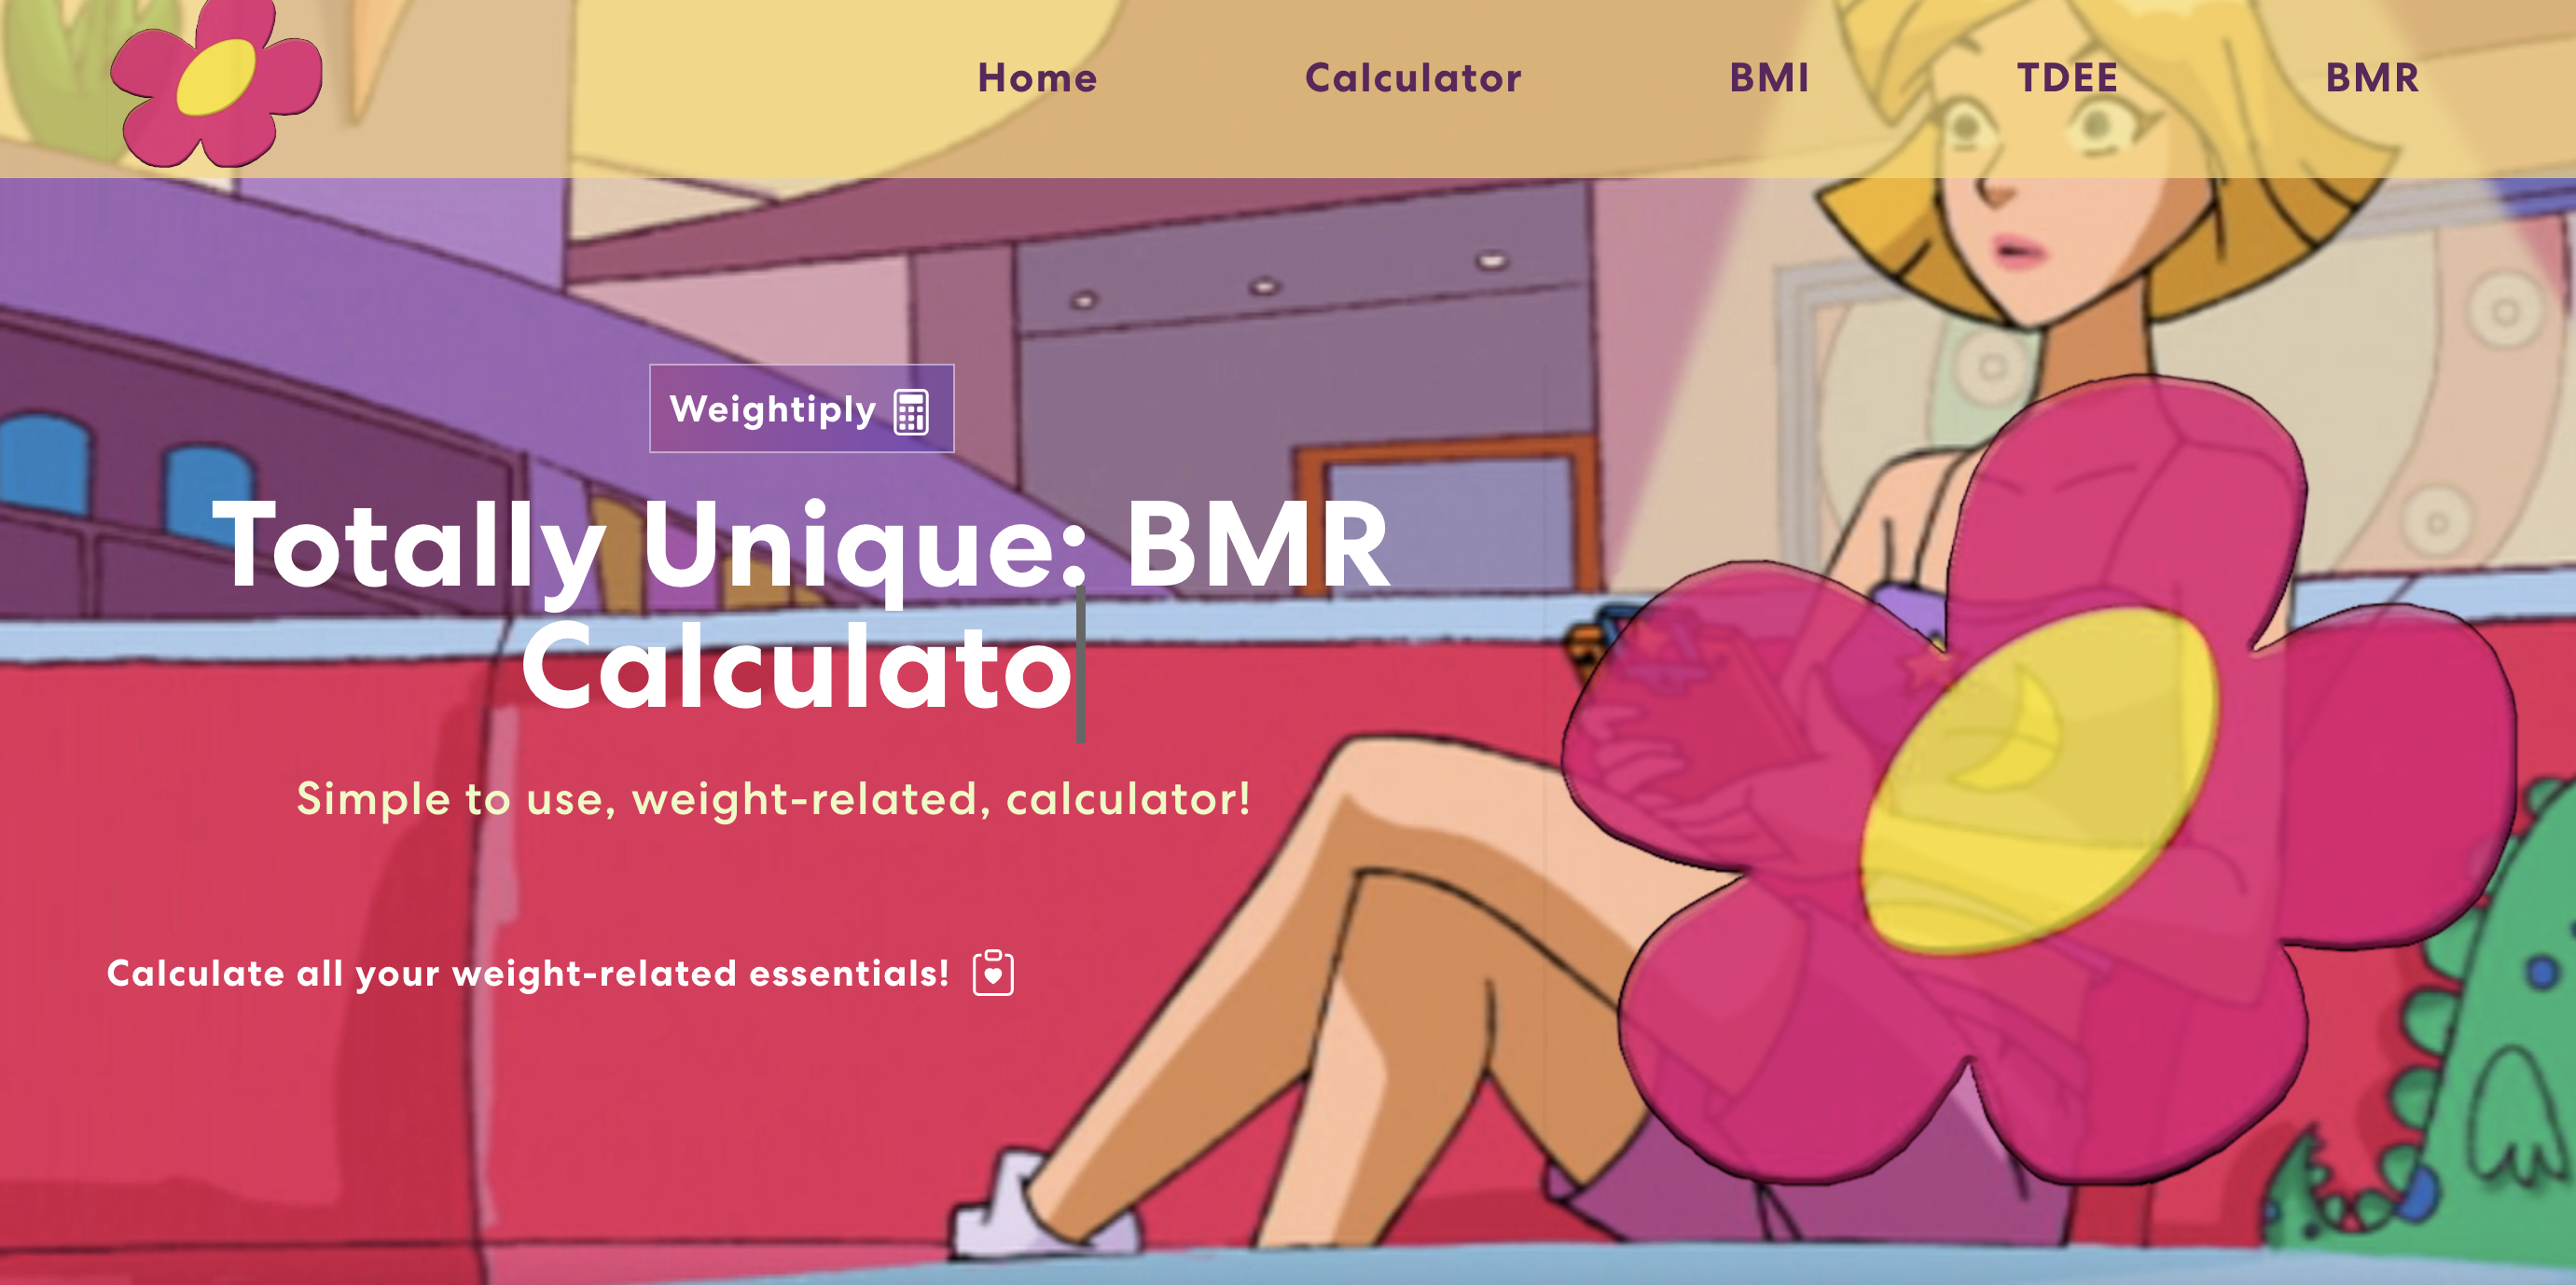 Home Calculator BMI TDEE BMR
Weightiply
Totally Unique: BMR
Calculato
Simple to use, weight-related, calculator!
Calculate all your weight-related essentials!